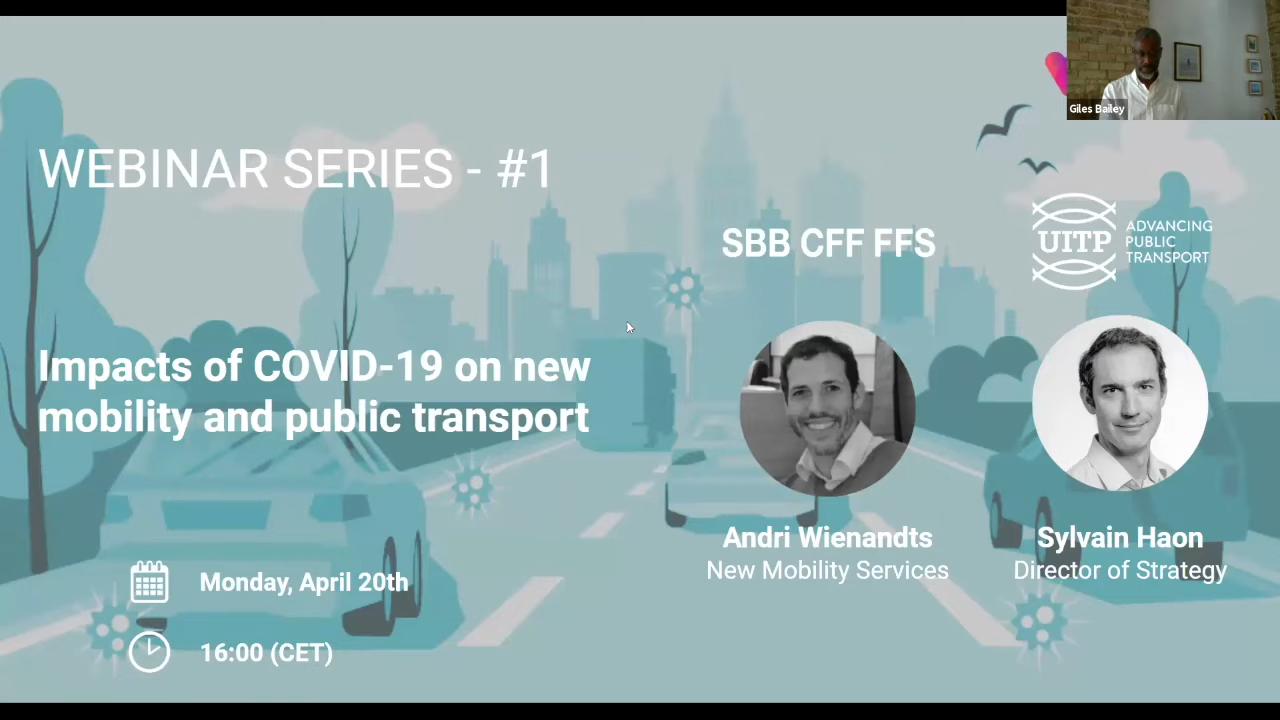 Giles Bailey
WEBINAR SERIES - #1
SBB CFF FFS
UITP
ADVANCING
PUBLIC
TRANSPORT
Impacts of COVID-19 on new
mobility and public transport
Andri Wienandts
New Mobility Services
Sylvain Haon
Director of Strategy
Monday, April 20th
16:00 (CET)